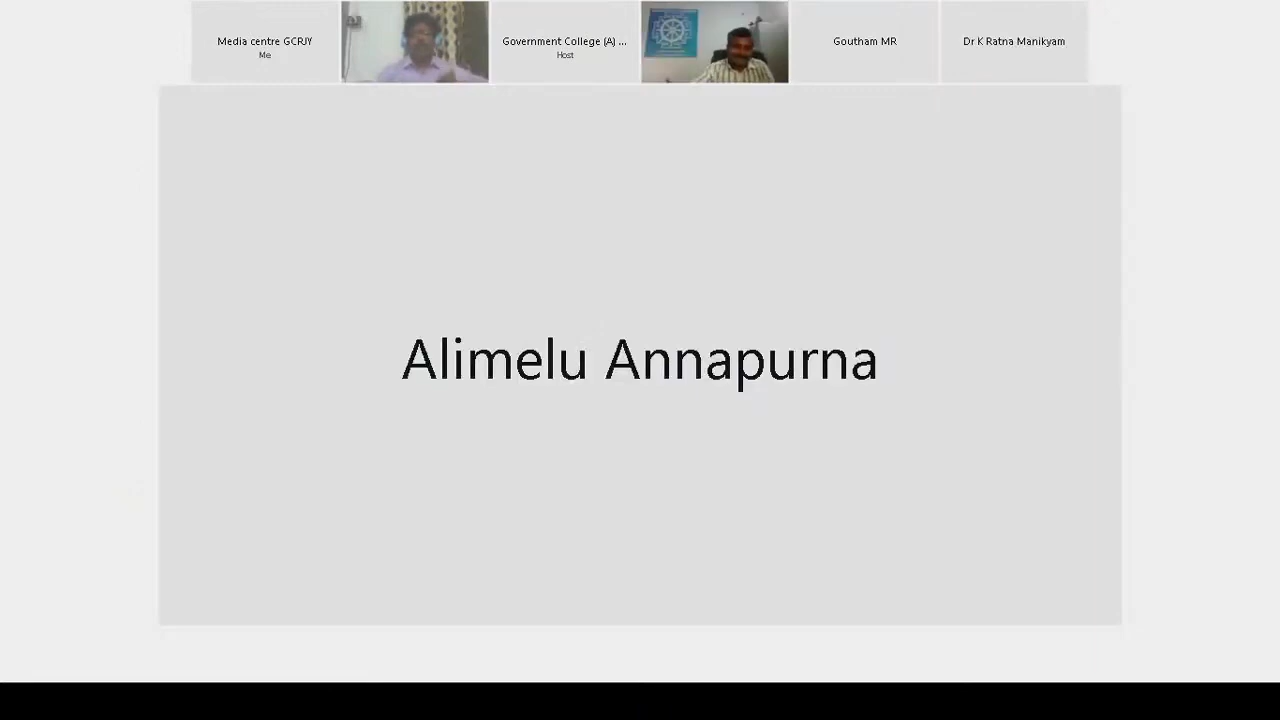 Media centre GCRJY
Me
Government College (A) ...
Host
Goutham MR
Dr K Ratna Manikyam
Alimelu Annapurna